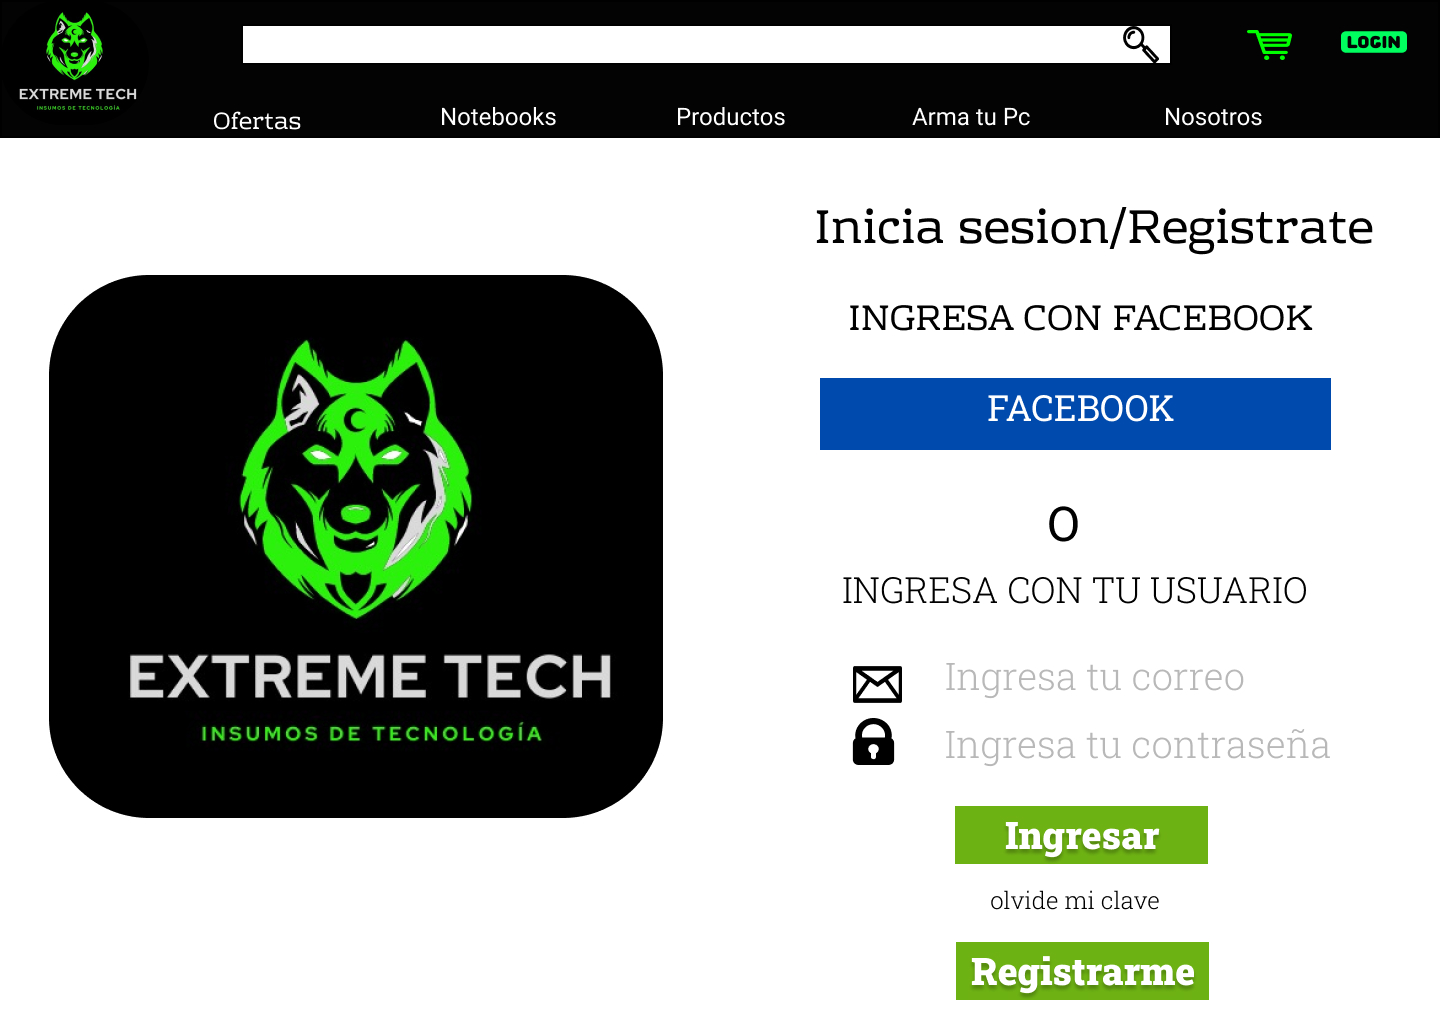 EXTREME TECH
INSUMOS DE TECNOLOGÍA
LOGIN
Ofertas
Notebooks
Productos
Arma tu Pc
Nosotros
Inicia sesion/Registrate
INGRESA CON FACEBOOK
FACEBOOK
O
INGRESA CON TU USUARIO
Ingresa tu correo
Ingresa tu contraseña
Ingresar
olvide mi clave
Registrarme
EXTREME TECH
INSUMOS DE TECNOLOGÍA